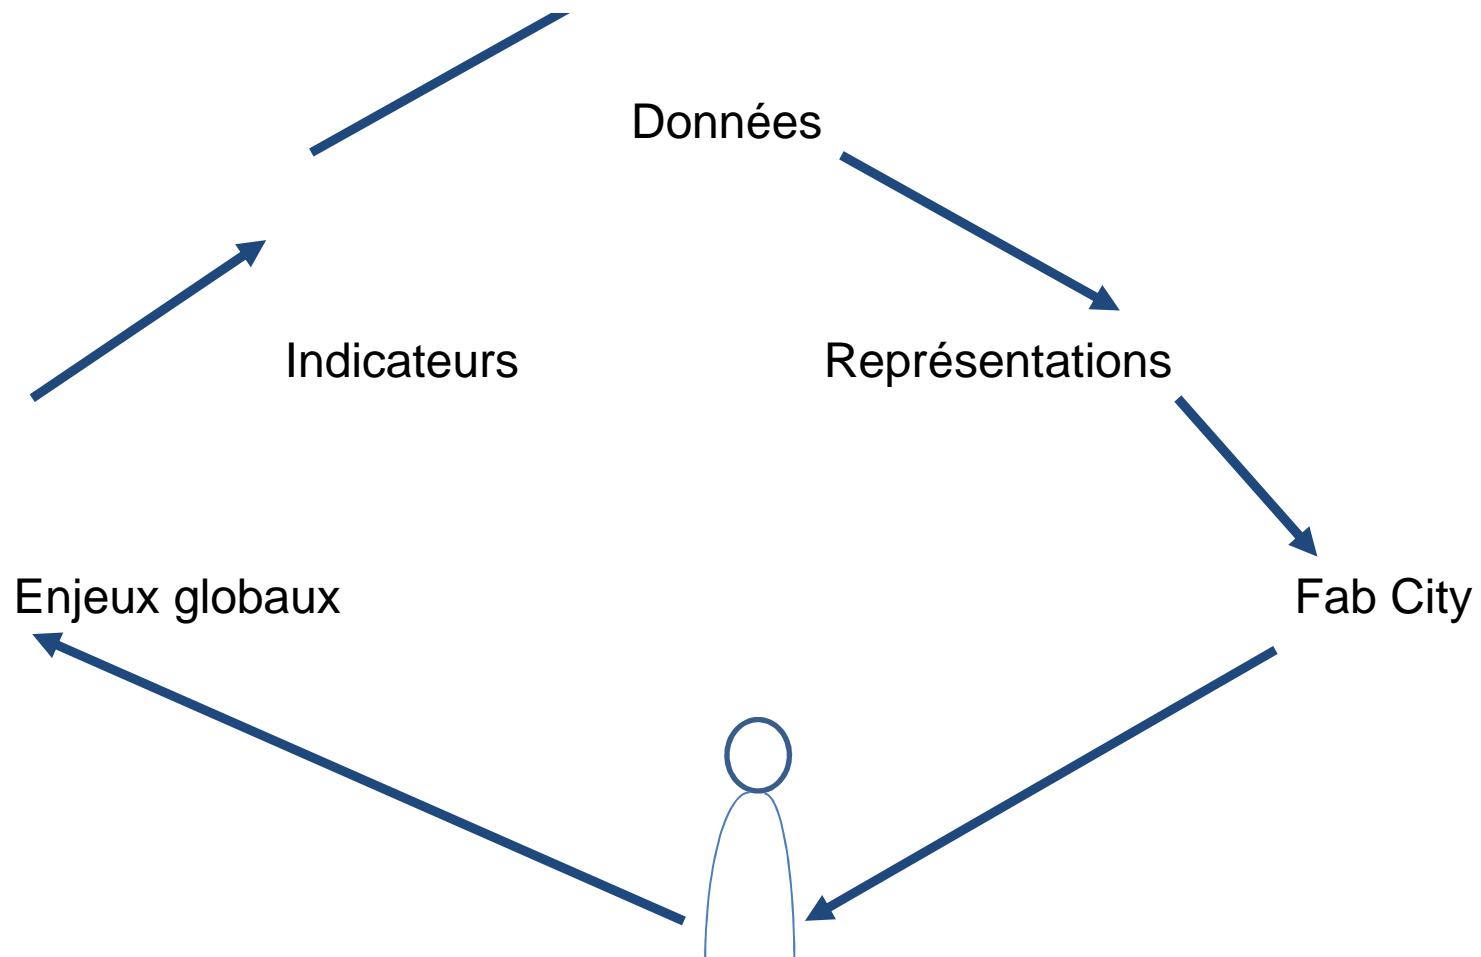 Données
Indicateurs
Représentations
Enjeux globaux
Fab City